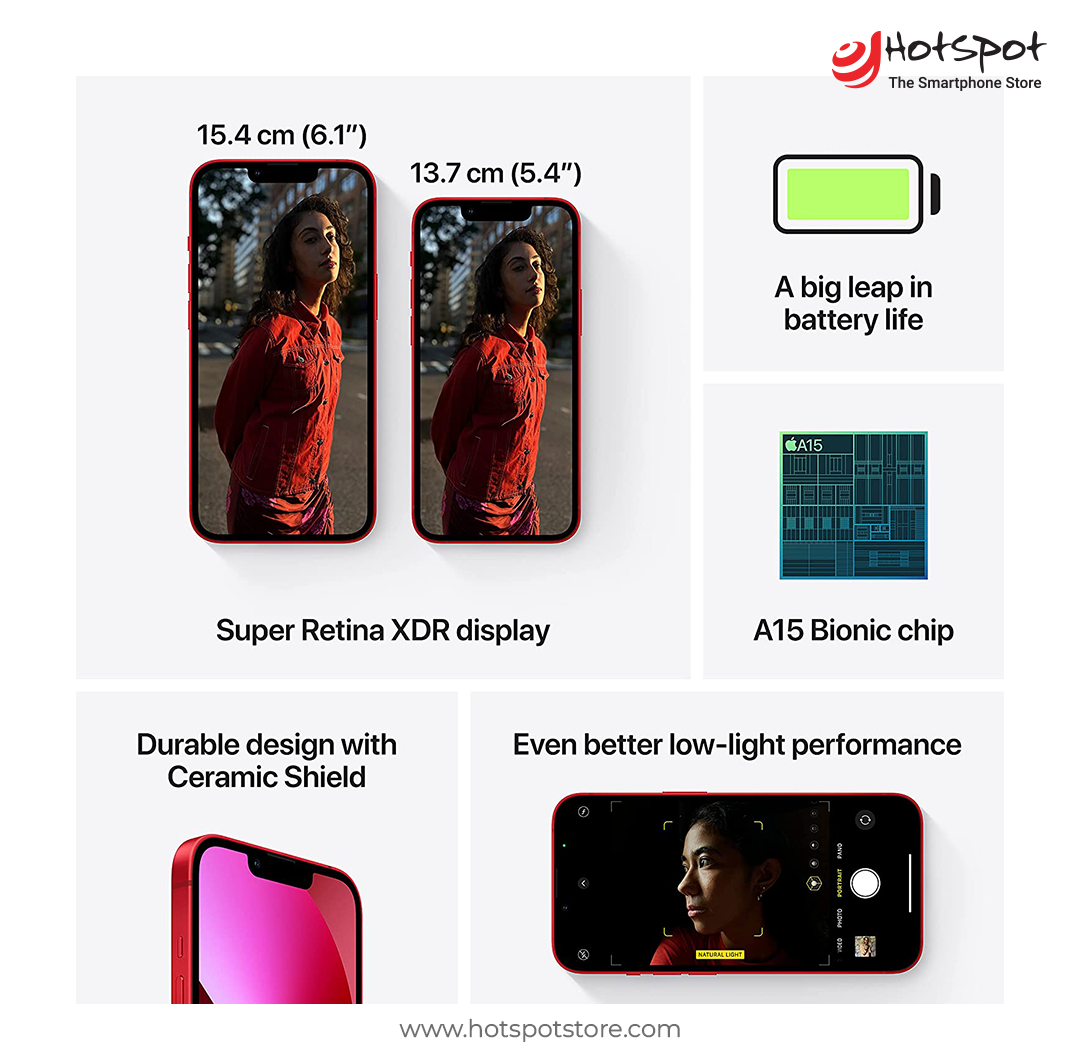 HOTSPOT
The Smartphone Store
15.4 cm (6.1”)
13.7 cm (5.4”)
Super Retina XDR display
A big leap in
battery life
A15
A15 Bionic chip
Durable design with
Ceramic Shield
Even better low-light performance
NATURAL LIGHT
VIDEO
PHOTO
PORTRAIT
PANO
www.hotspotstore.com